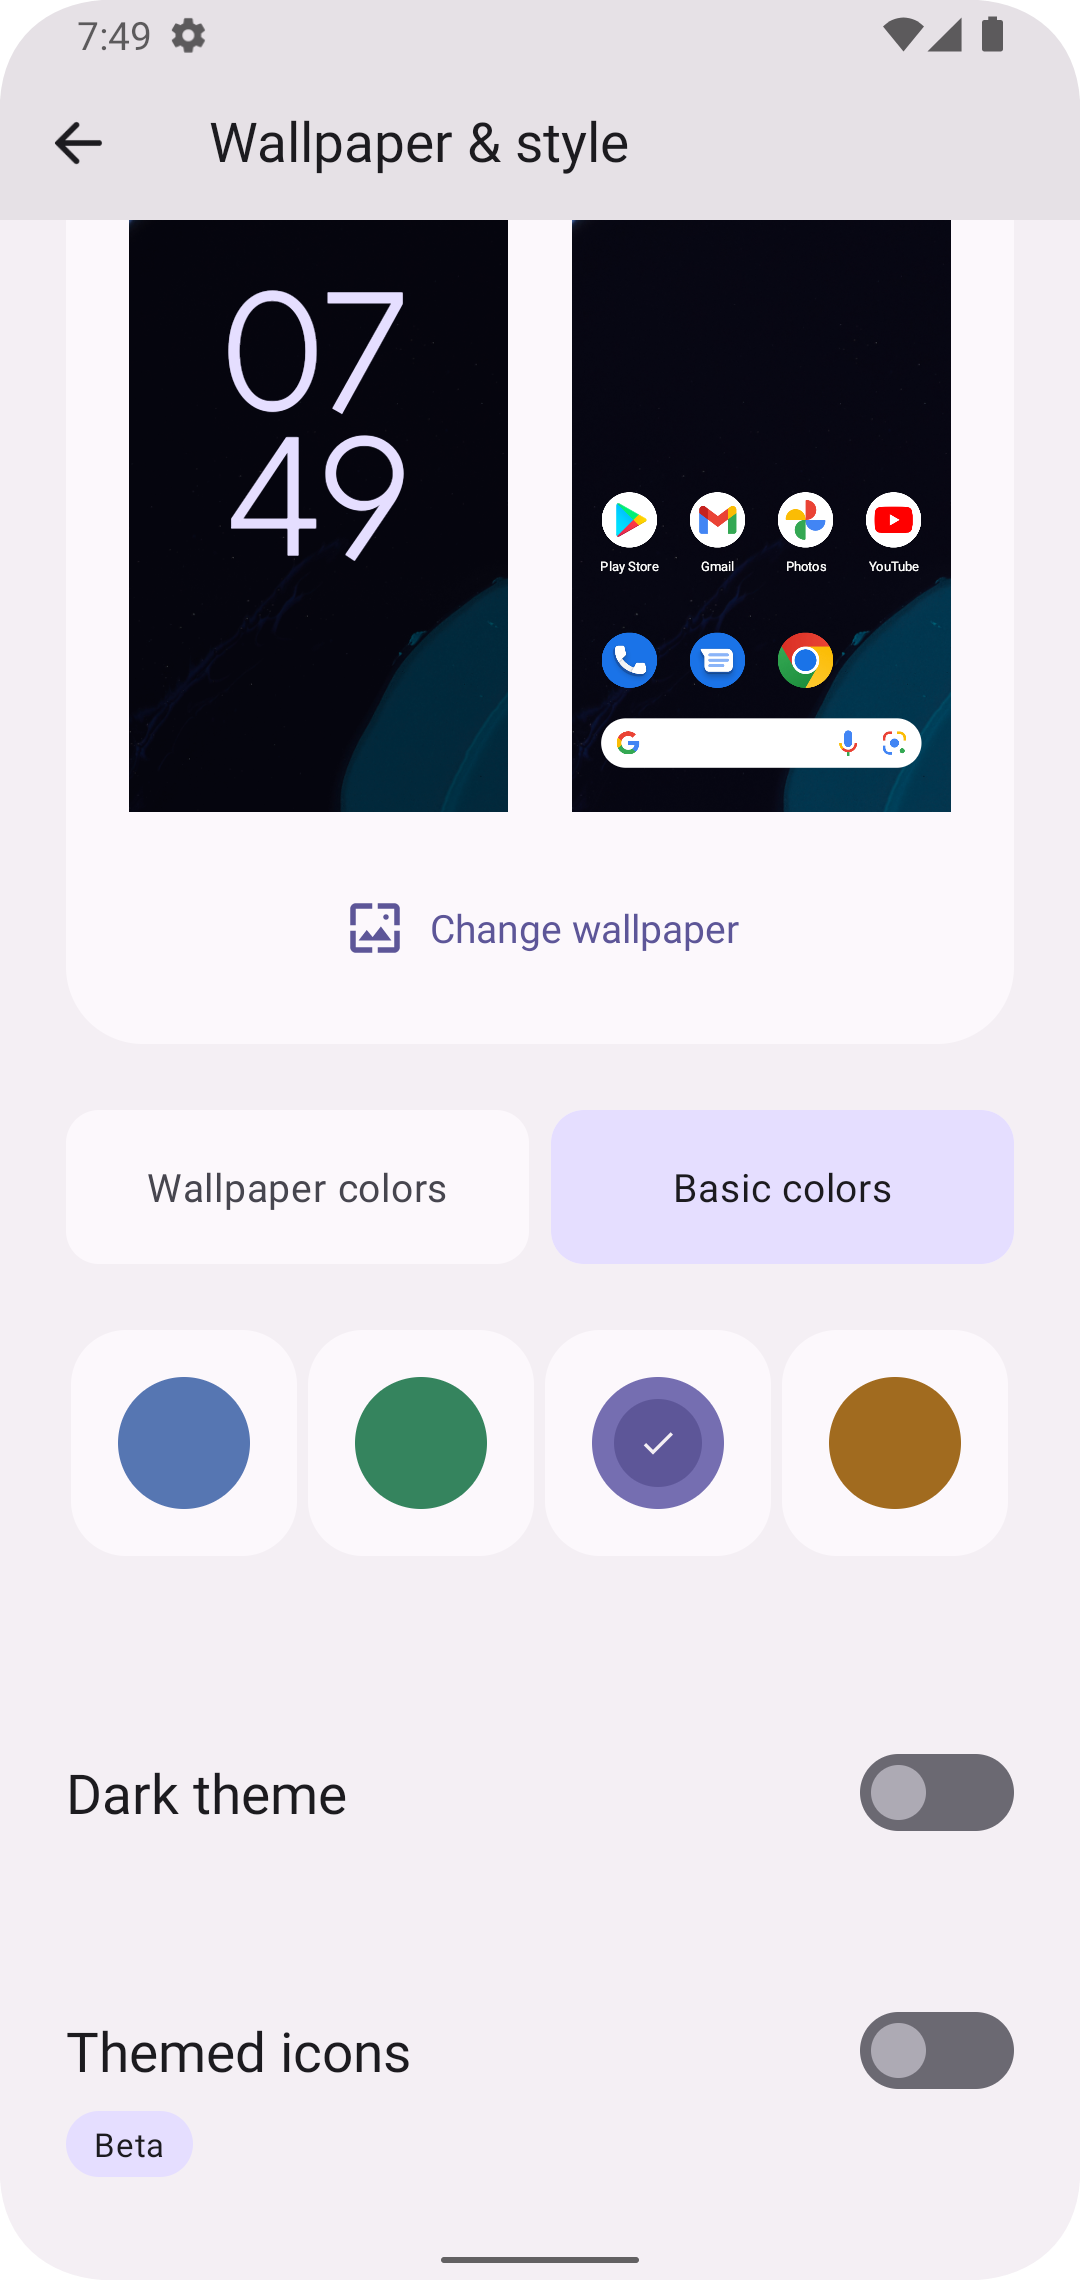 7:49
Wallpaper & style
07
49
Play Store
Gmail
Photos
YouTube
Change wallpaper
Wallpaper colors
Basic colors
Dark theme
Themed icons
Beta